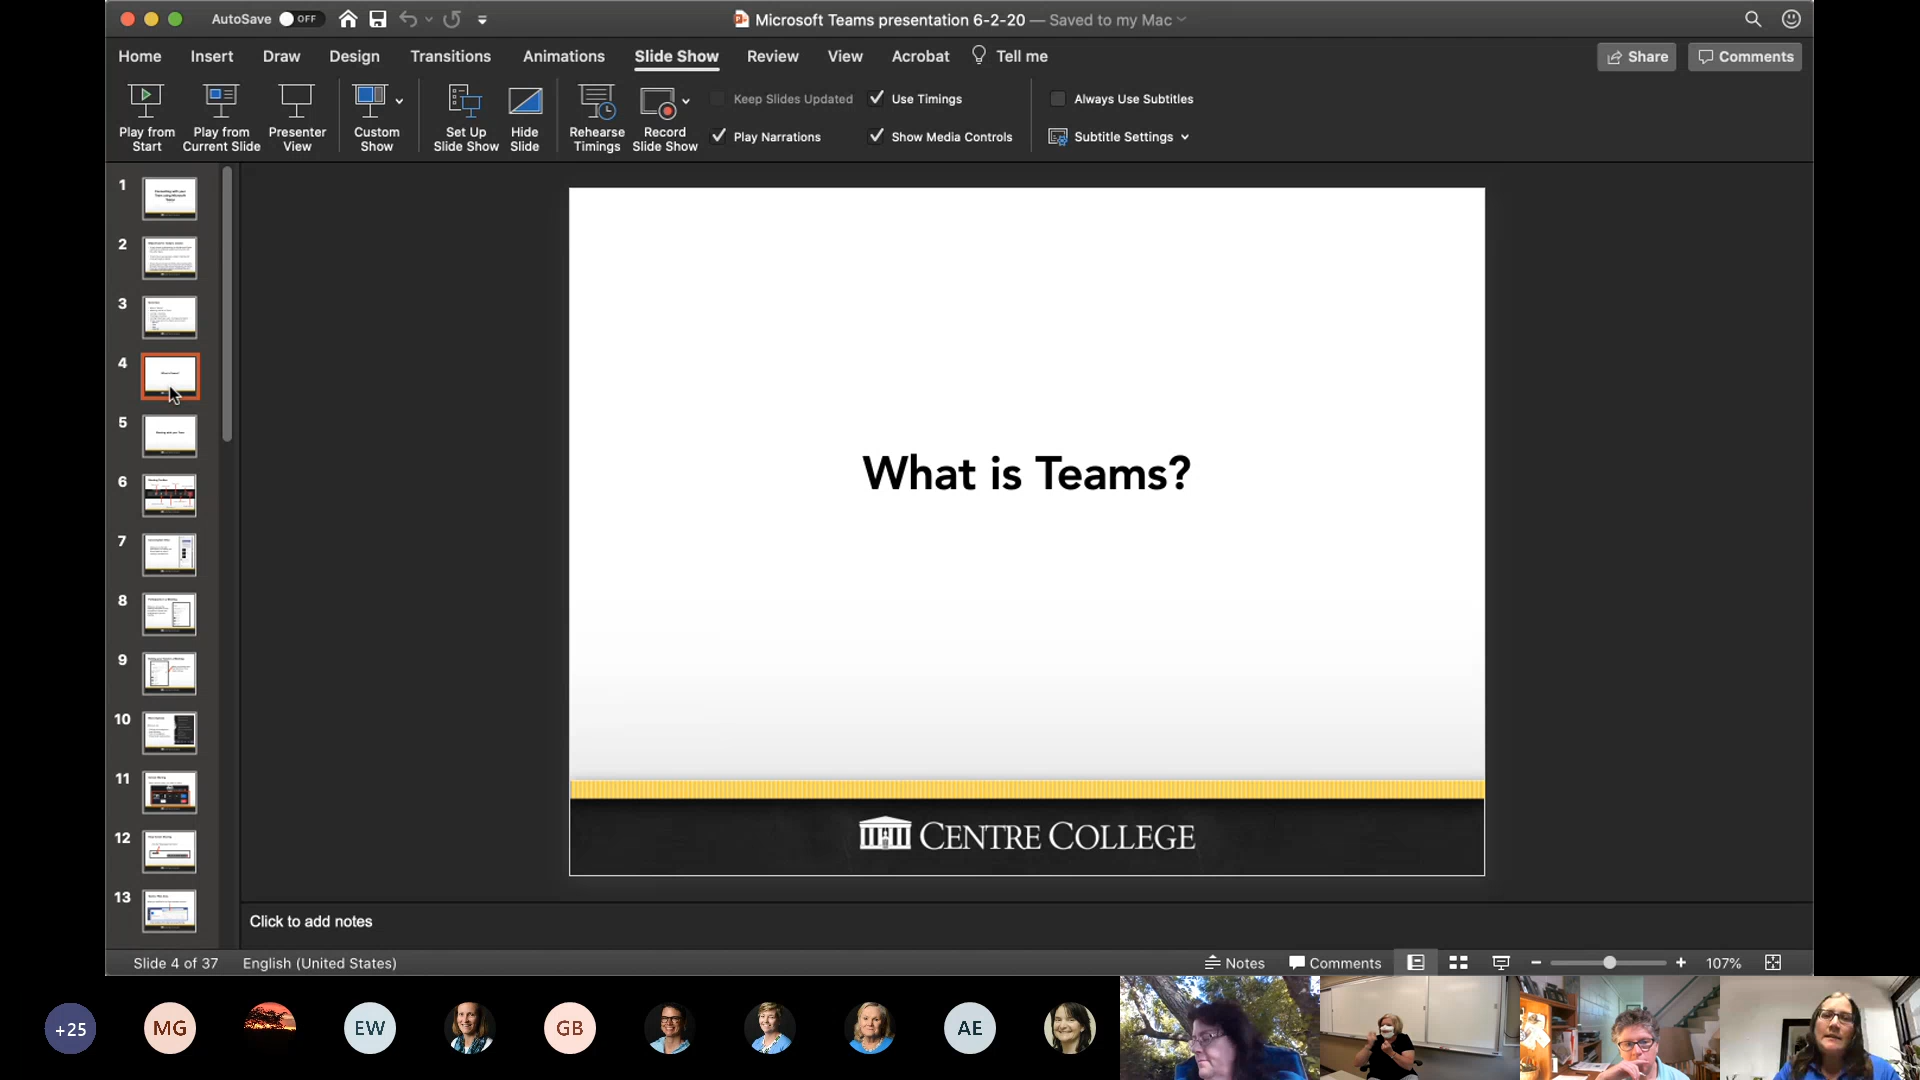 AutoSave OFF
Microsoft Teams presentation 6-2-20 — Saved to my Mac
Home Insert Draw Design Transitions Animations Slide Show Review View Acrobat Tell me
Share Comments
Play from Start
Play from Current Slide
Presenter View
Custom Show
Set Up Slide Show
Hide Slide
Rehearse Timings
Record Slide Show
Keep Slides Updated
Use Timings
Play Narrations
Show Media Controls
Always Use Subtitles
Subtitle Settings
1
2
3
4
5
6
7
8
9
10
11
12
13
What is Teams?
CENTRE COLLEGE
Click to add notes
Slide 4 of 37 English (United States)
Notes Comments 107%
+25 MG EW GB AE